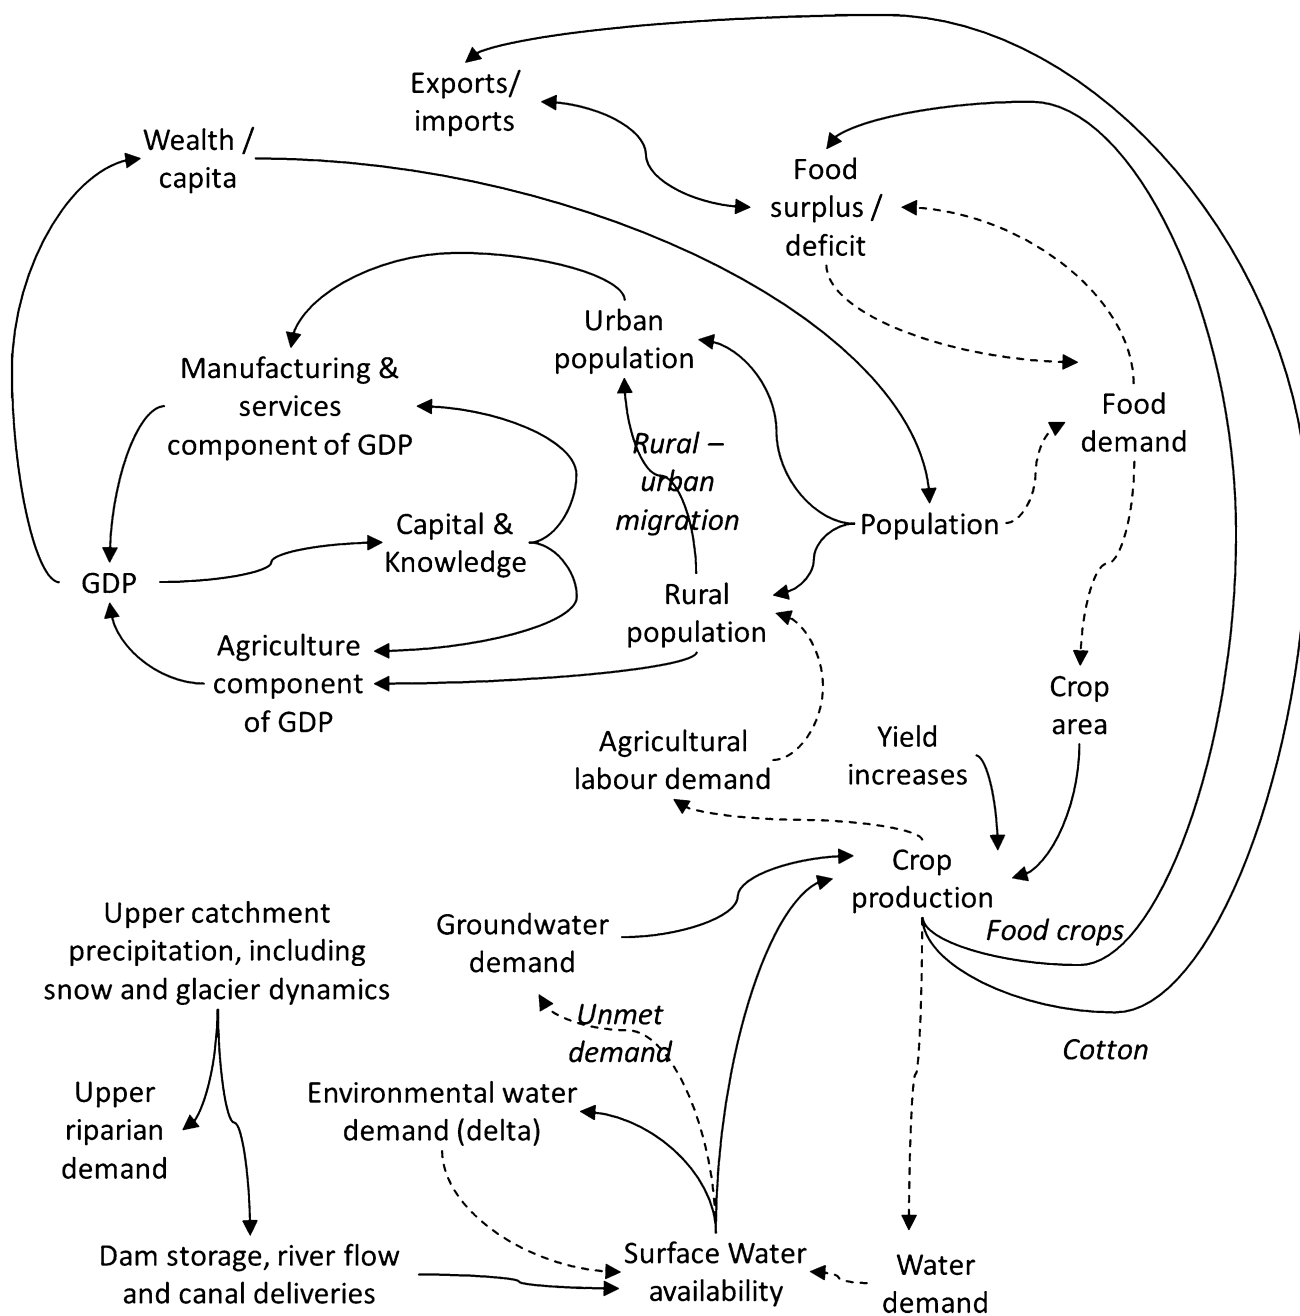 Exports/
imports
Wealth /
capita
Food
surplus /
deficit
Urban
population
Manufacturing &
services
component of GDP
Food
demand
Rural –
urban
migration
Capital &
Knowledge
Population
GDP
Rural
population
Agriculture
component
of GDP
Crop
area
Agricultural
labour demand
Yield
increases
Crop
production
Food crops
Cotton
Upper catchment
precipitation, including
snow and glacier dynamics
Groundwater
demand
Unmet
demand
Upper
riparian
demand
Environmental water
demand (delta)
Dam storage, river flow
and canal deliveries
Surface Water
availability
Water
demand